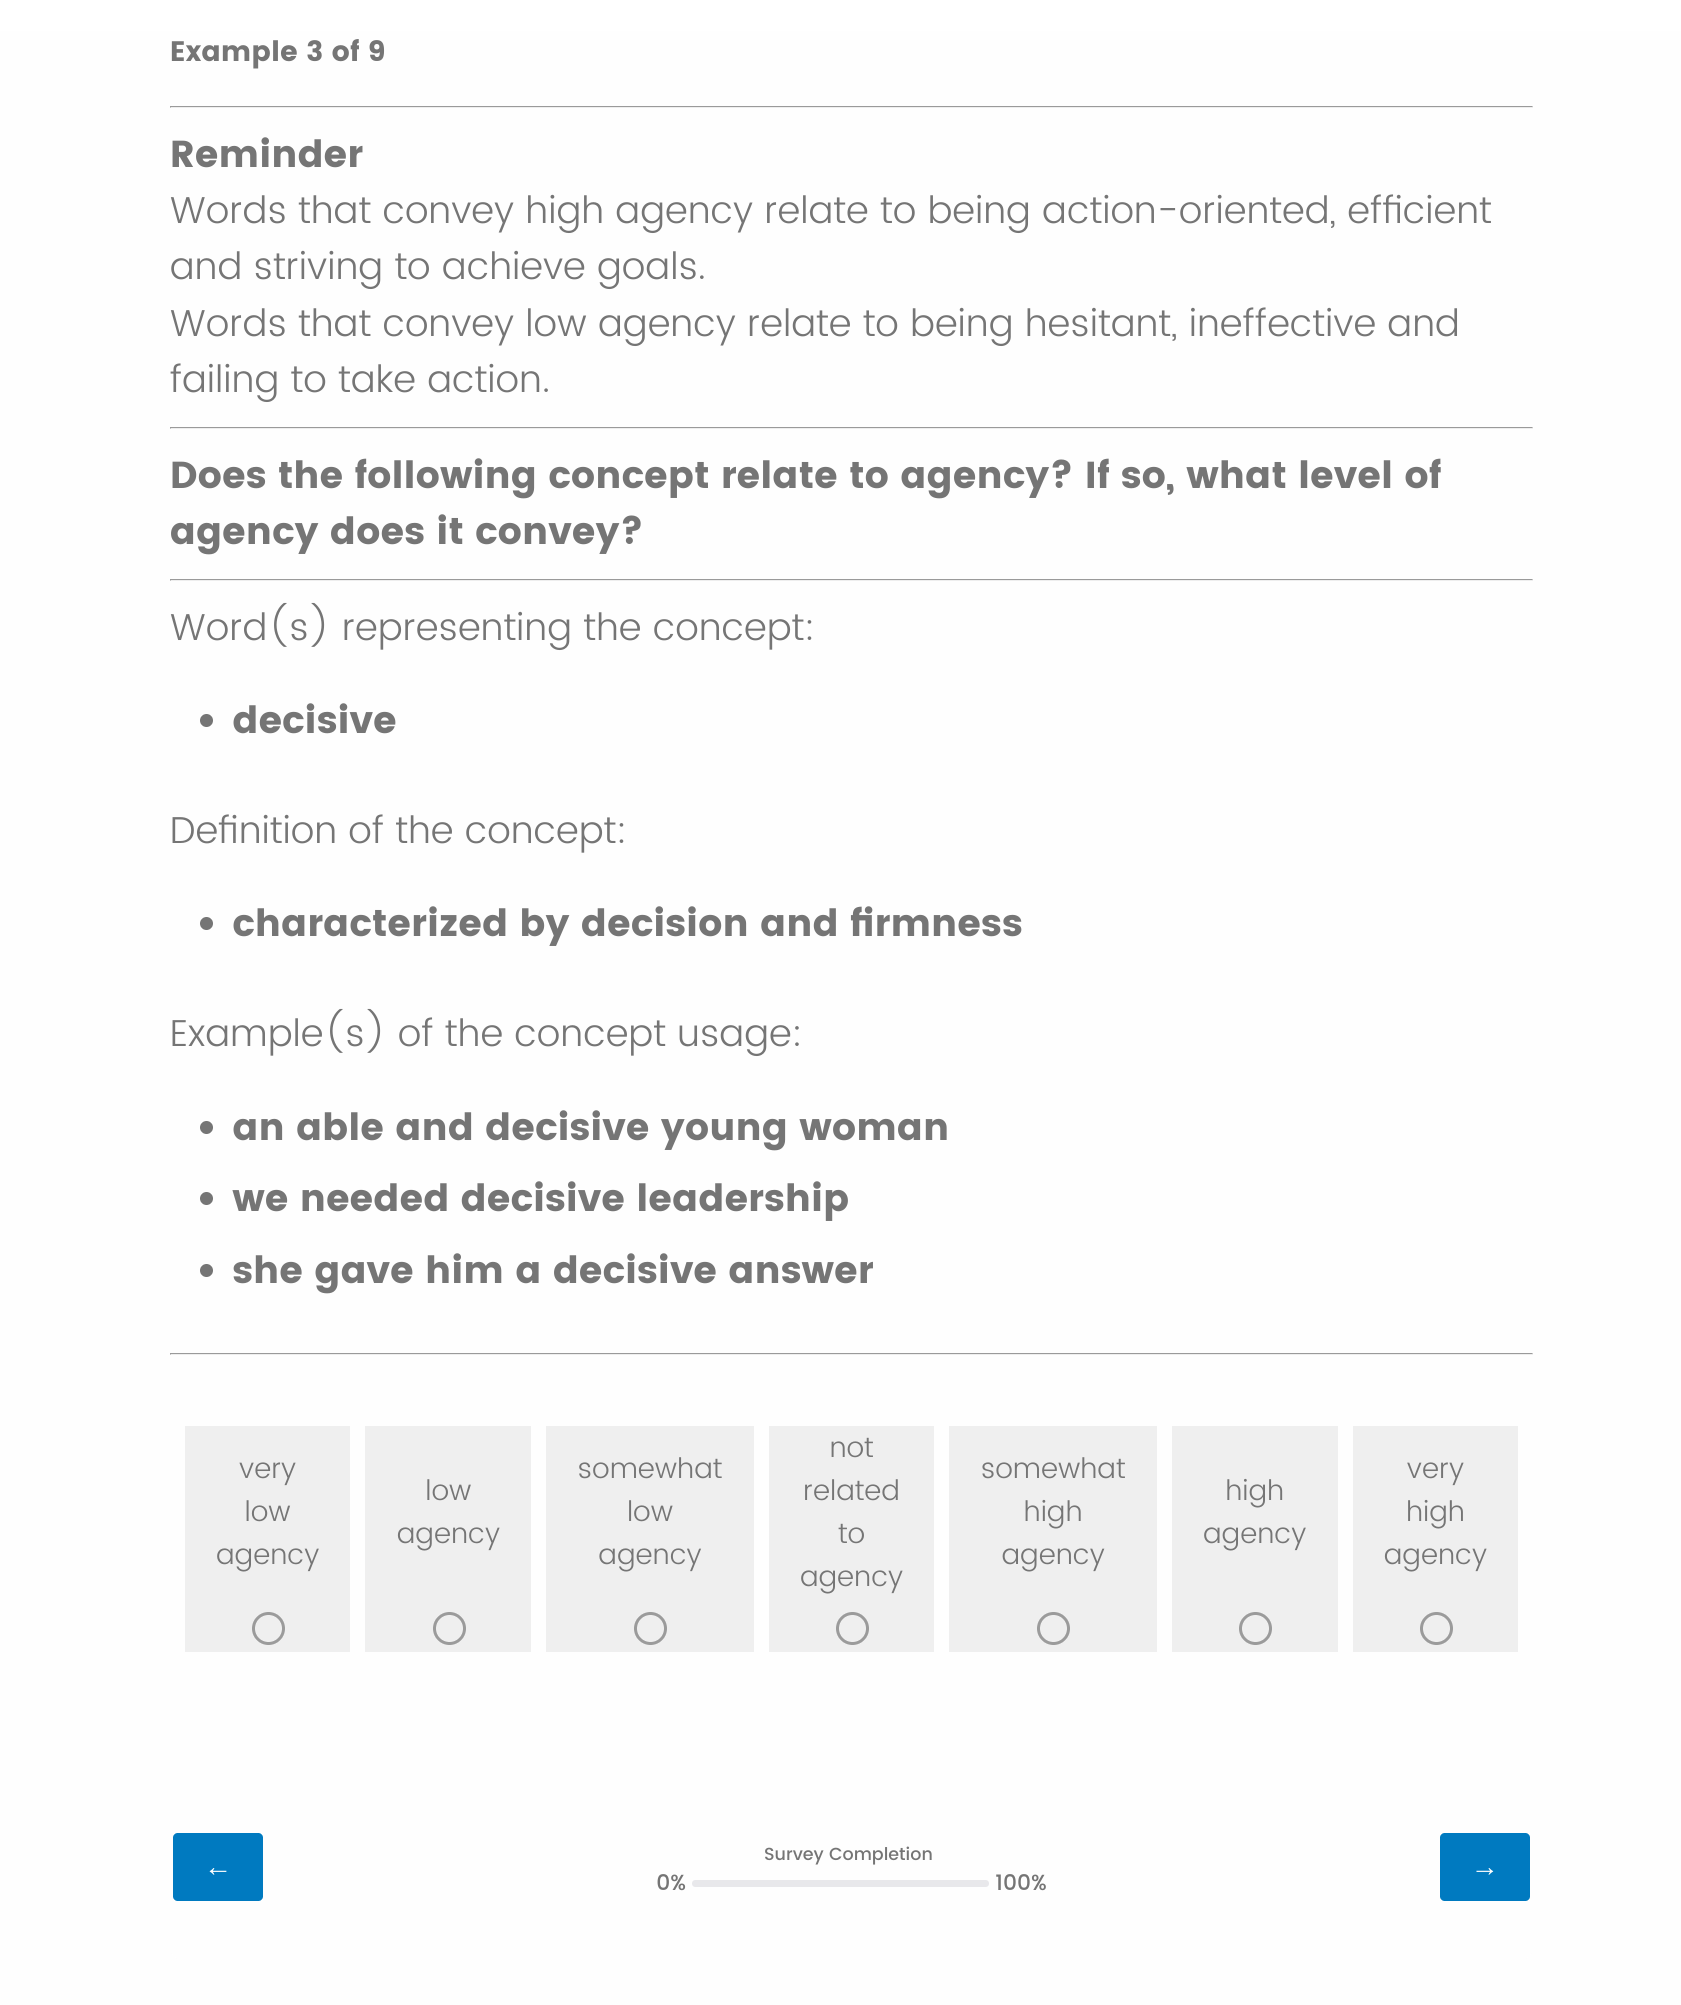 Example 3 of 9
Reminder
Words that convey high agency relate to being action-oriented, efficient
and striving to achieve goals.
Words that convey low agency relate to being hesitant, ineffective and
failing to take action.
Does the following concept relate to agency? If so, what level of
agency does it convey?
Word(s) representing the concept:
• decisive
Definition of the concept:
• characterized by decision and firmness
Example(s) of the concept usage:
• an able and decisive young woman
• we needed decisive leadership
• she gave him a decisive answer
very
low
agency
low
agency
somewhat
low
agency
not
related
to
agency
somewhat
high
agency
high
agency
very
high
agency
←
Survey Completion
0% 100%
→